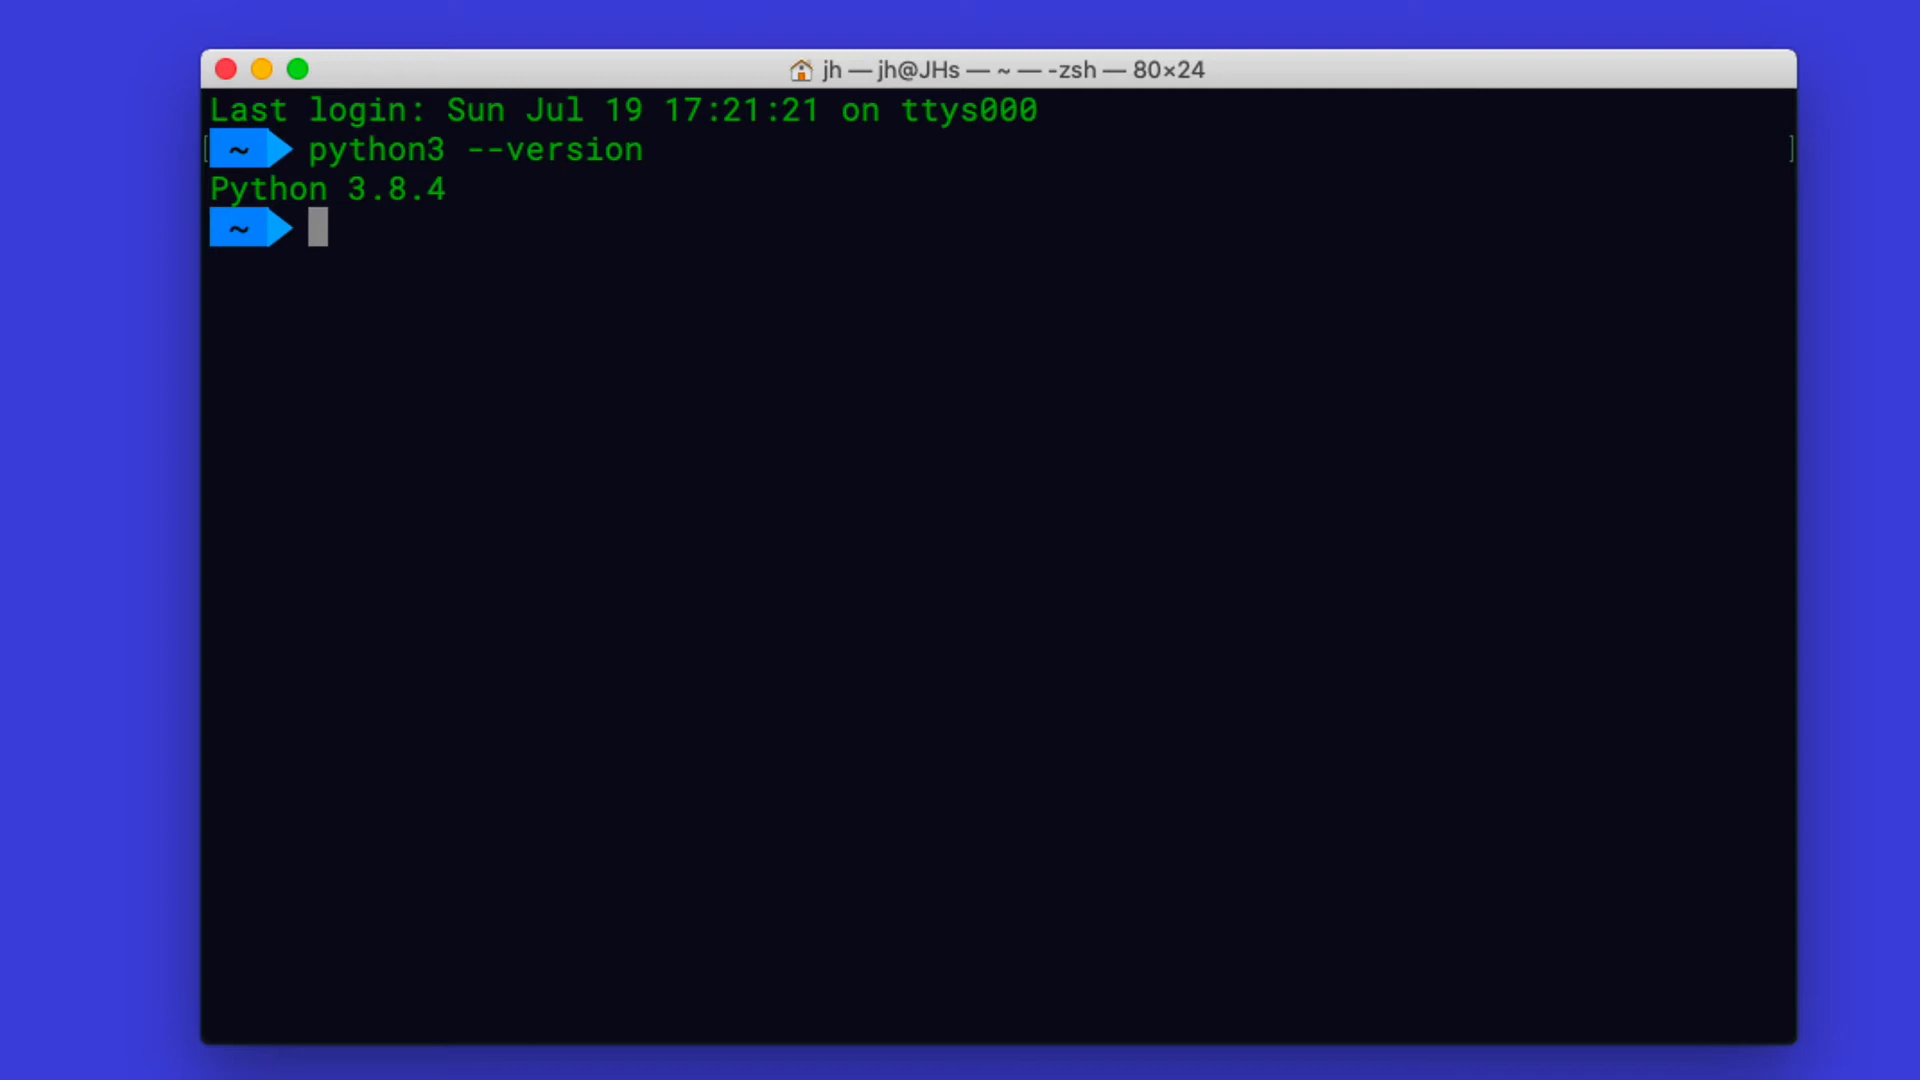 jh — jh@JHs — ~ — -zsh — 80×24
Last login: Sun Jul 19 17:21:21 on ttys000
[ ~ python3 --version ]
Python 3.8.4
~